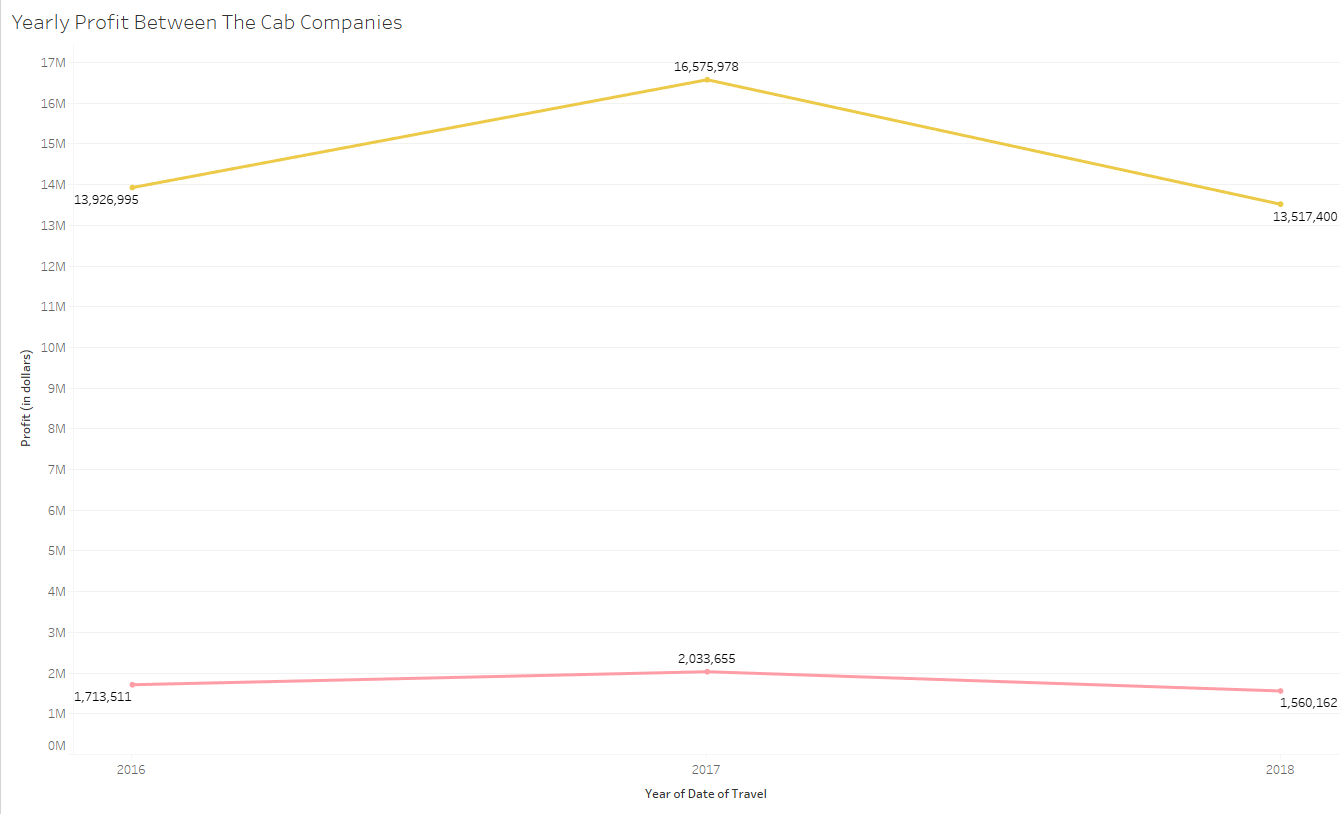 Yearly Profit Between The Cab Companies
17M
16,575,978
16M
15M
14M
13,926,995
13,517,400
13M
12M
11M
10M
9M
Profit (in dollars)
8M
7M
6M
5M
4M
3M
2,033,655
2M
1,713,511
1,560,162
1M
0M
2016 2017 2018
Year of Date of Travel